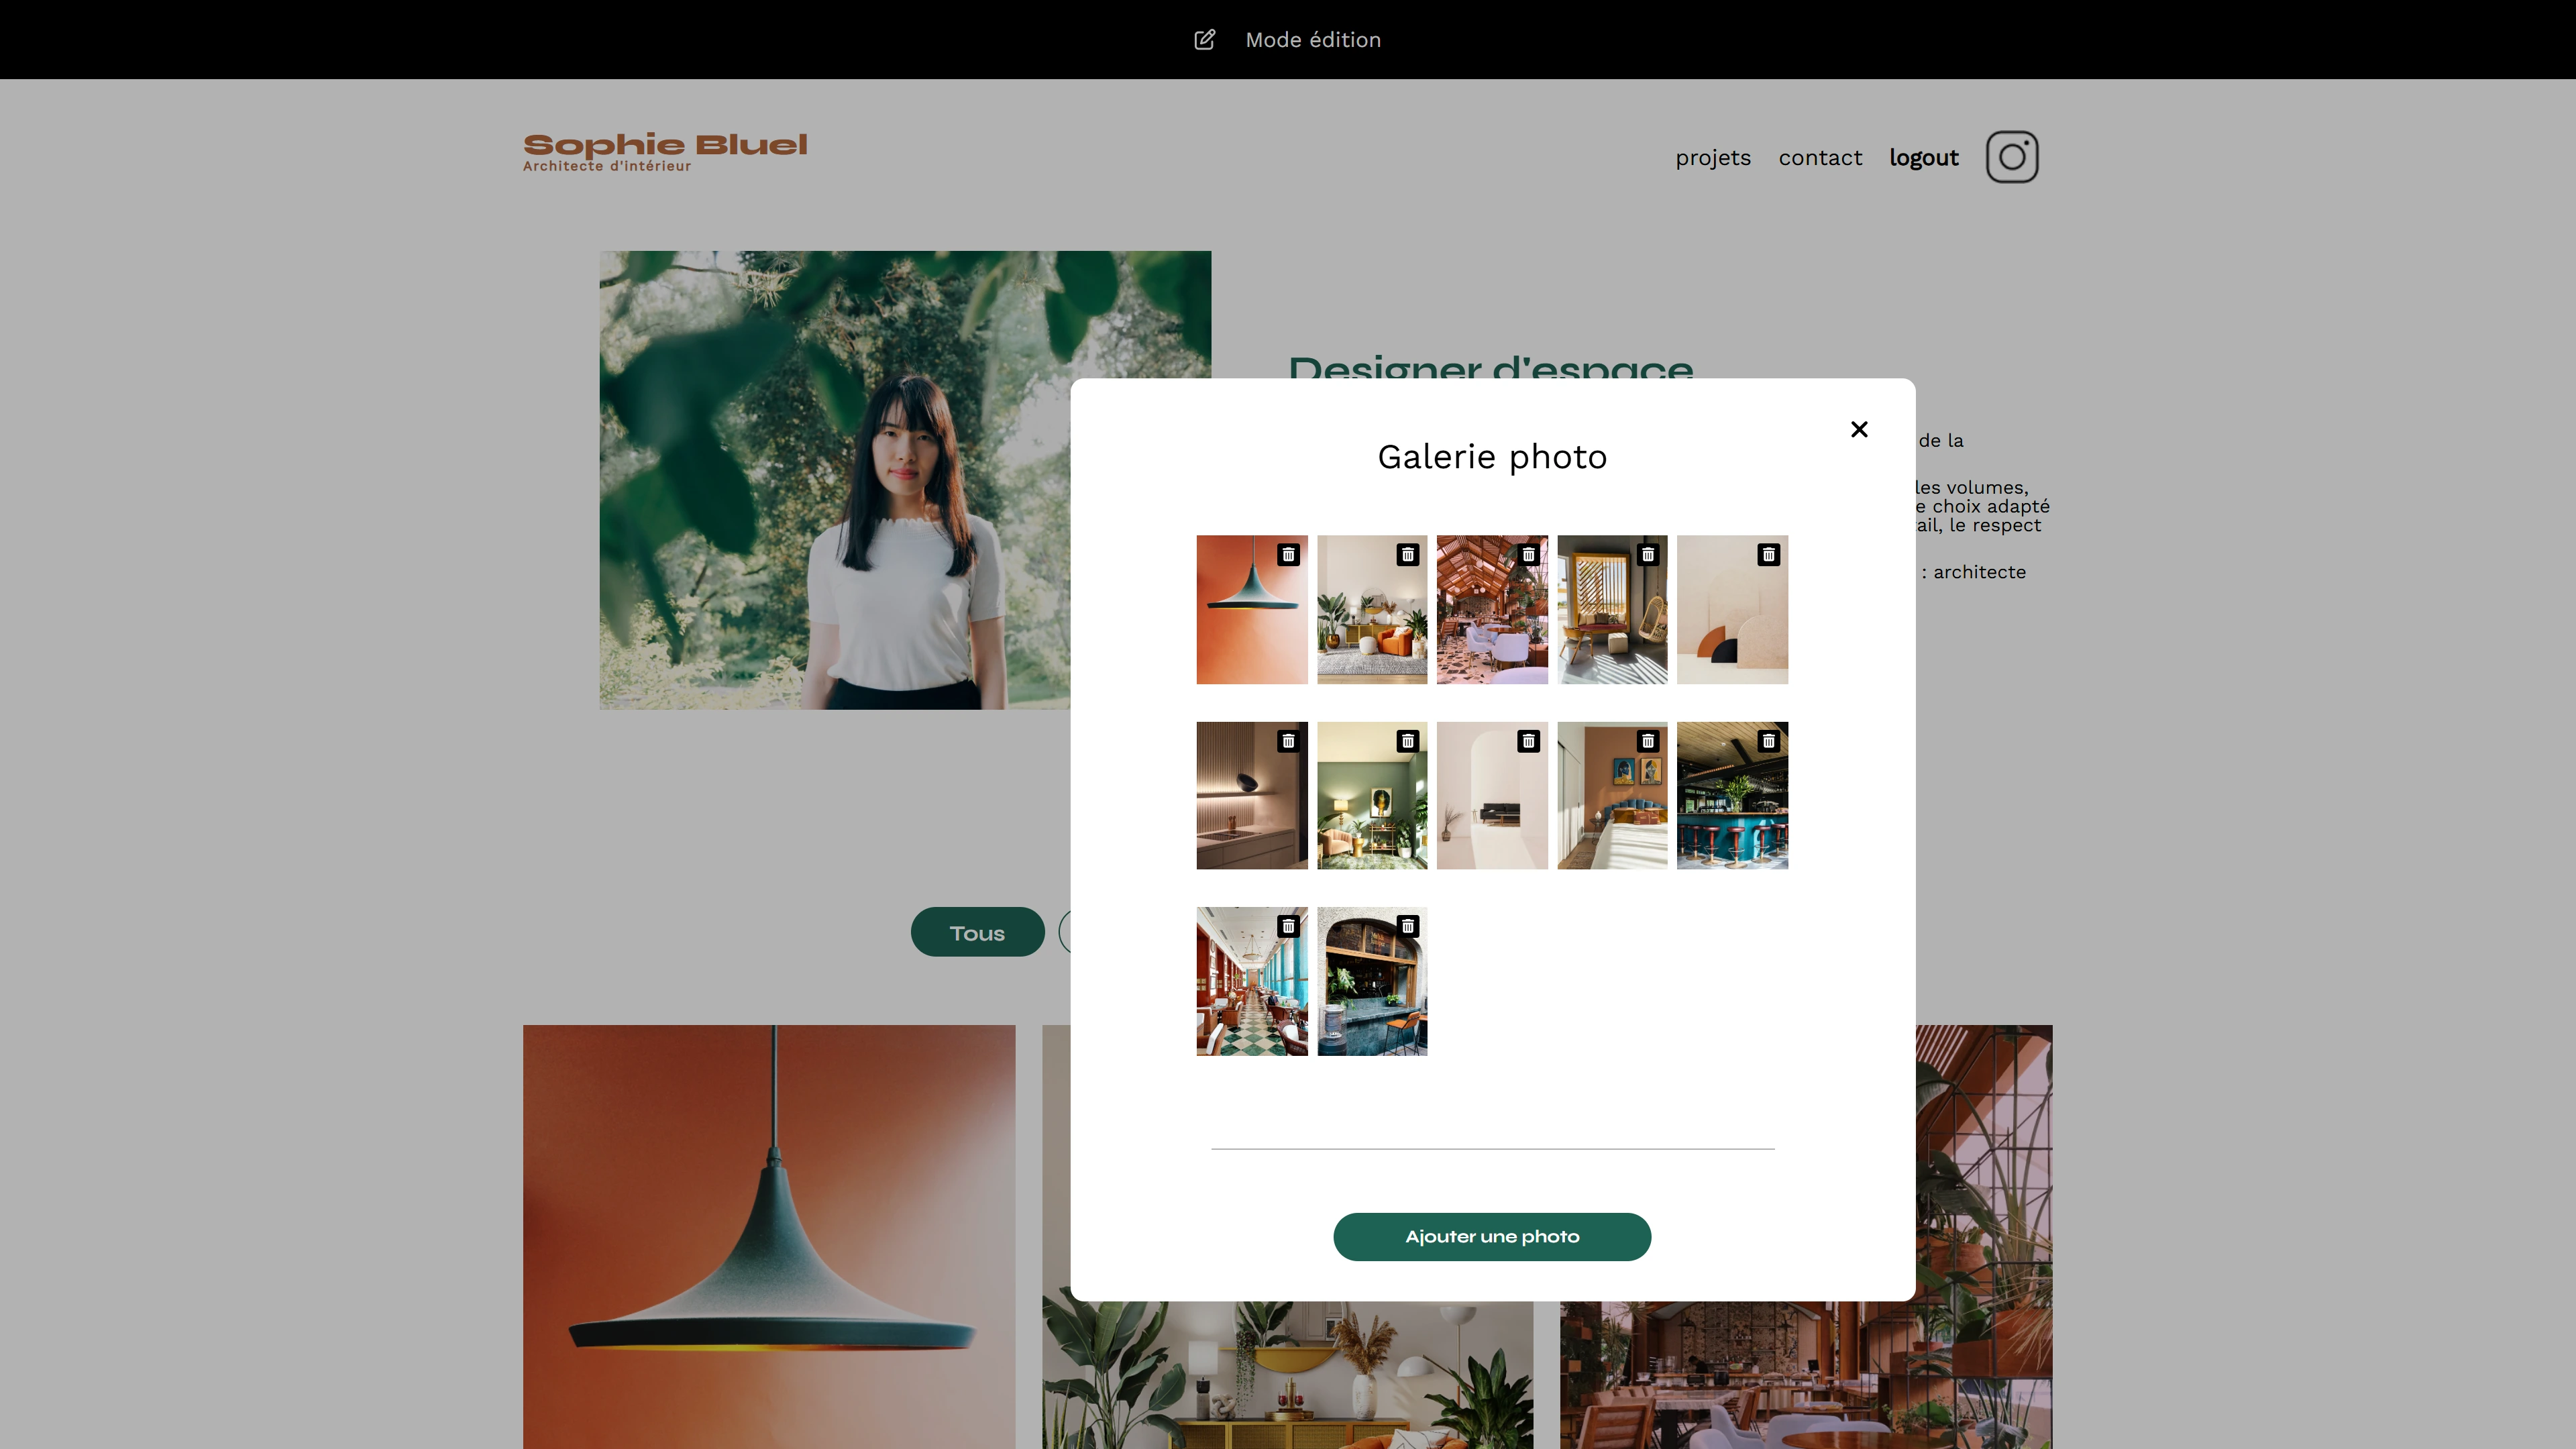 Mode édition
Sophie Bluel
Architecte d'intérieur
projets
contact
logout
Designer d'espace
de la
les volumes,
choix adapté
le respect
: architecte
Galerie photo
Tous
Ajouter une photo